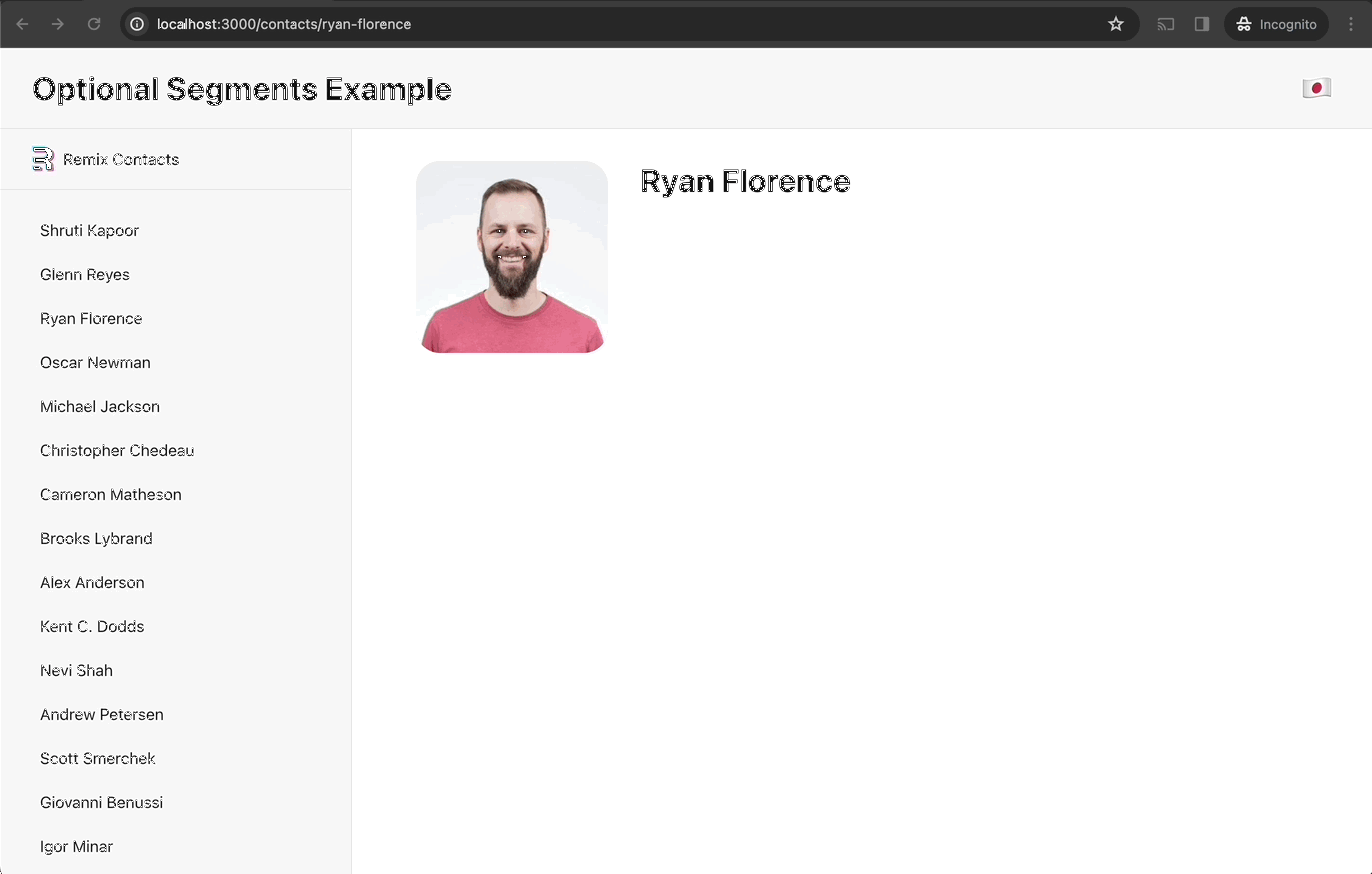 localhost:3000/contacts/ryan-florence
Incognito
Optional Segments Example
Remix Contacts
Ryan Florence
Shruti Kapoor
Glenn Reyes
Ryan Florence
Oscar Newman
Michael Jackson
Christopher Chedeau
Cameron Matheson
Brooks Lybrand
Alex Anderson
Kent C. Dodds
Nevi Shah
Andrew Petersen
Scott Smerchek
Giovanni Benussi
Igor Minar